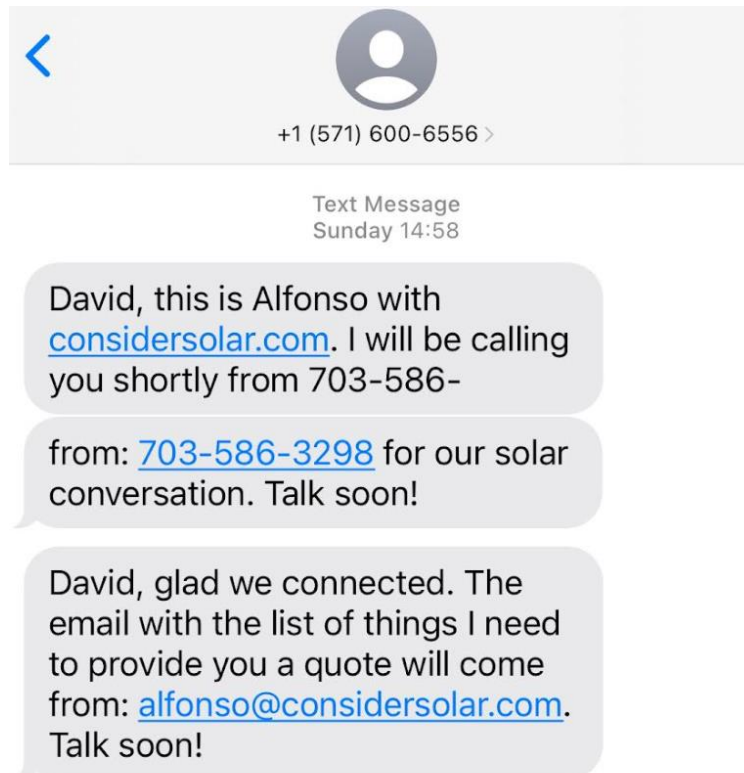 +1 (571) 600-6556 >
Text Message
Sunday 14:58
David, this is Alfonso with
considersolar.com. I will be calling
you shortly from 703-586-
from: 703-586-3298 for our solar
conversation. Talk soon!
David, glad we connected. The
email with the list of things I need
to provide you a quote will come
from: alfonso@considersolar.com.
Talk soon!